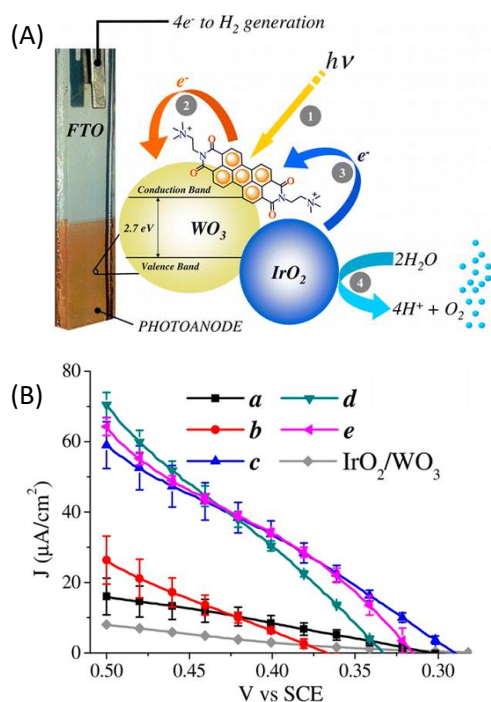 (A)
4e⁻ to H₂ generation
FTO
hν
1
e⁻
2
N
+
O
O
N
N
O
O
N
+
e⁻
3
Conduction Band
2.7 eV
WO₃
Valence Band
IrO₂
2H₂O
4
4H⁺ + O₂
PHOTOANODE
(B)
80
60
40
20
0
J (μA/cm²)
a
b
c
d
e
IrO₂/WO₃
0.50 0.45 0.40 0.35 0.30
V vs SCE